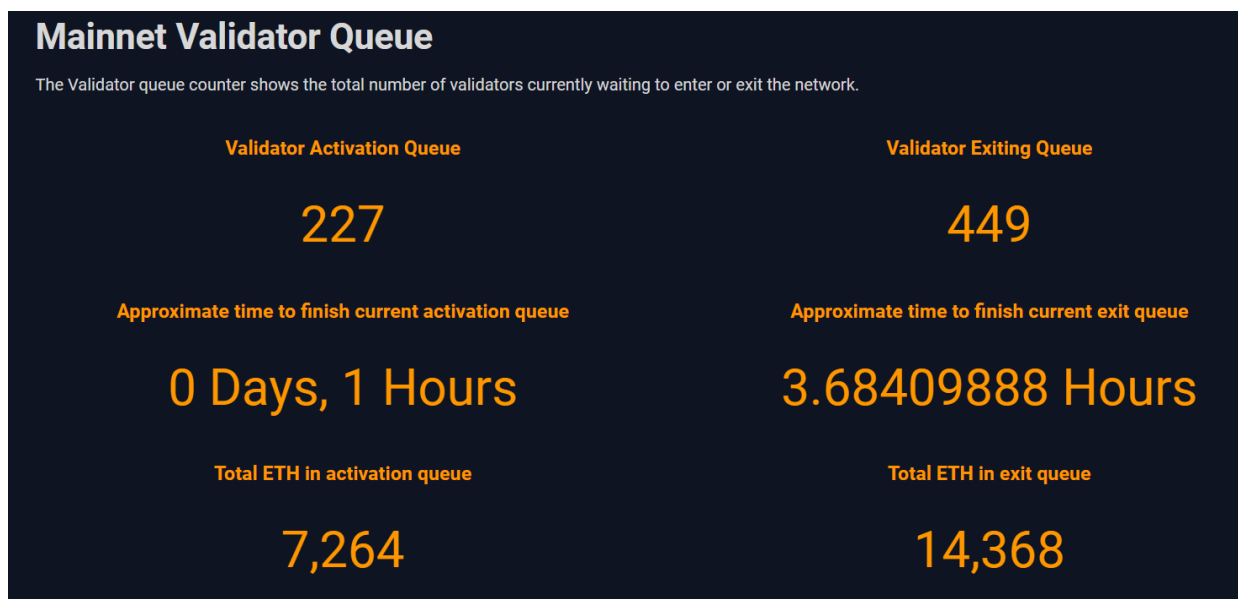 Mainnet Validator Queue
The Validator queue counter shows the total number of validators currently waiting to enter or exit the network.
Validator Activation Queue
Validator Exiting Queue
227
449
Approximate time to finish current activation queue
Approximate time to finish current exit queue
0 Days, 1 Hours
3.68409888 Hours
Total ETH in activation queue
Total ETH in exit queue
7,264
14,368